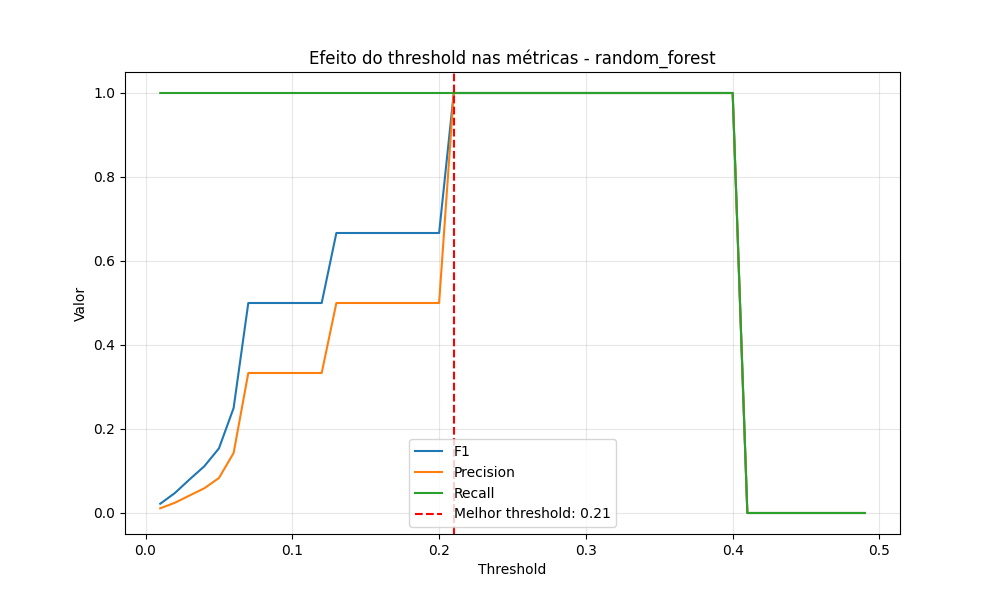 Efeito do threshold nas métricas - random_forest
Valor
1.0
0.8
0.6
0.4
0.2
0.0
F1
Precision
Recall
Melhor threshold: 0.21
0.0 0.1 0.2 0.3 0.4 0.5
Threshold